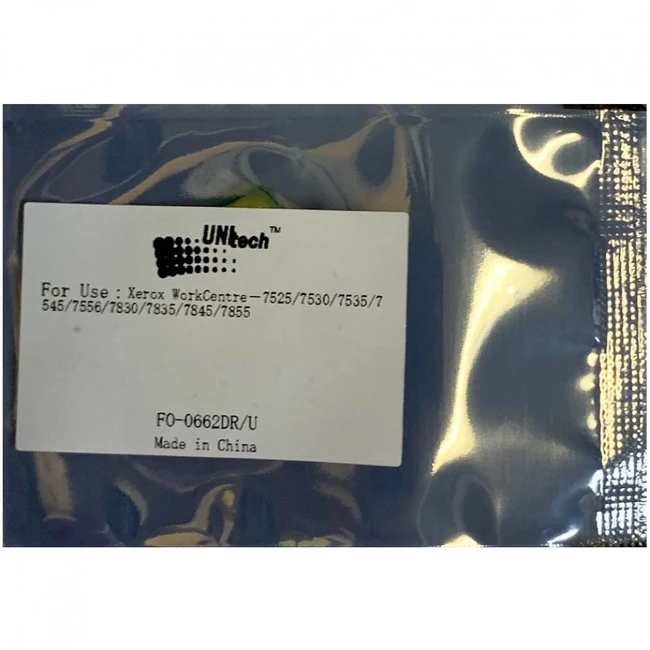 UNItech™
For Use : Xerox WorkCentre—7525/7530/7535/7
545/7556/7830/7835/7845/7855
FO-0662DR/U
Made in China